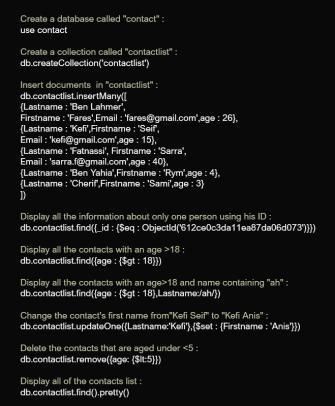 Create a database called "contact" :
use contact
Create a collection called "contactlist" :
db.createCollection('contactlist')
Insert documents in "contactlist" :
db.contactlist.insertMany([
{Lastname : 'Ben Lahmer',
Firstname : 'Fares',Email : 'fares@gmail.com',age : 26},
{Lastname : 'Kefi',Firstname : 'Seif',
Email : 'kefi@gmail.com',age : 15},
{Lastname : 'Fatnassi', Firstname : 'Sarra',
Email : 'sarra.f@gmail.com',age : 40},
{Lastname : 'Ben Yahia',Firstname : 'Rym',age : 4},
{Lastname : 'Cherif',Firstname : 'Sami',age : 3}
])
Display all the information about only one person using his ID :
db.contactlist.find({_id : {$eq : ObjectId('612ce0c3da11ea87da06d073')}})
Display all the contacts with an age >18 :
db.contactlist.find({age : {$gt : 18}})
Display all the contacts with an age>18 and name containing "ah" :
db.contactlist.find({age : {$gt : 18},Lastname:/ah/})
Change the contact's first name from"Kefi Seif" to "Kefi Anis" :
db.contactlist.updateOne({Lastname:'Kefi'},{$set : {Firstname : 'Anis'}})
Delete the contacts that are aged under <5 :
db.contactlist.remove({age: {$lt:5}})
Display all of the contacts list :
db.contactlist.find().pretty()